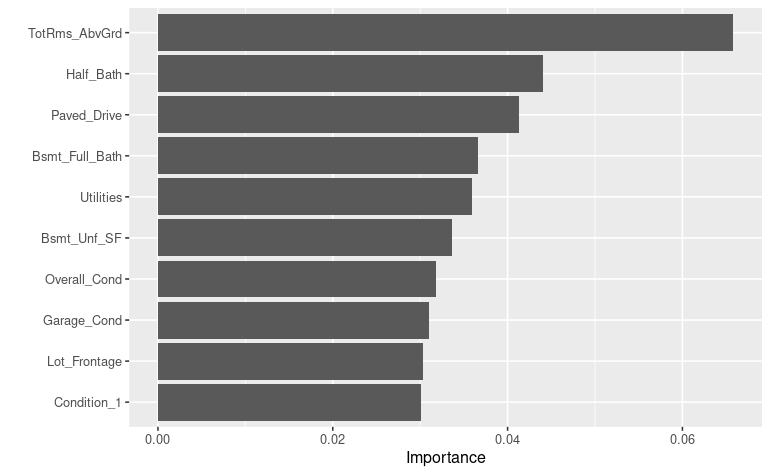 TotRms_AbvGrd
Half_Bath
Paved_Drive
Bsmt_Full_Bath
Utilities
Bsmt_Unf_SF
Overall_Cond
Garage_Cond
Lot_Frontage
Condition_1
0.00 0.02 0.04 0.06
Importance